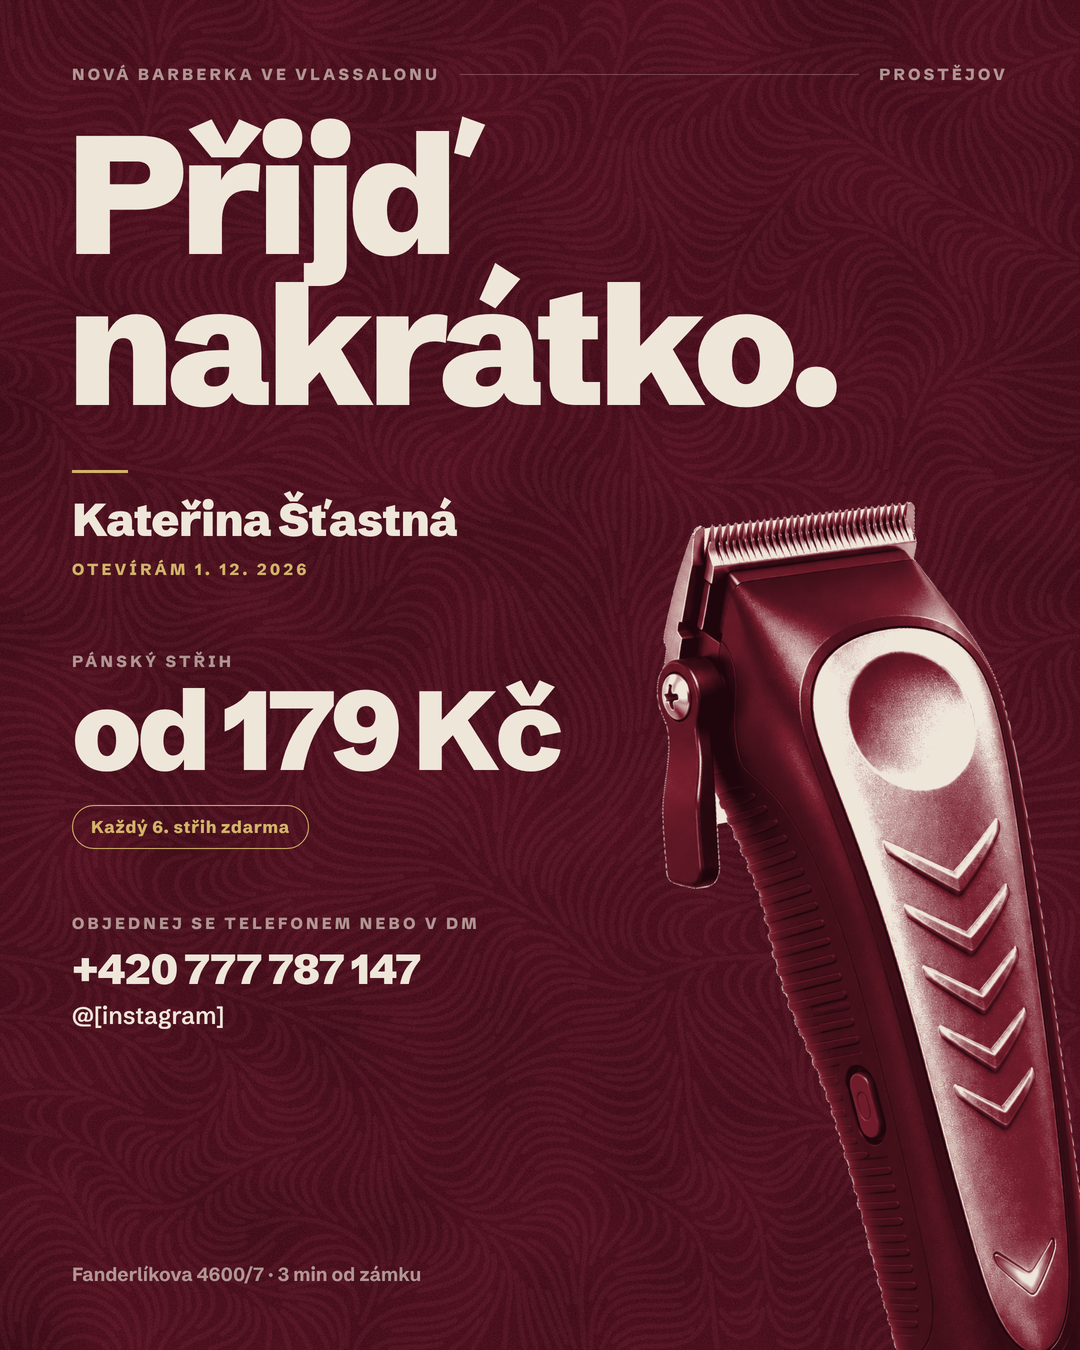 NOVÁ BARBERKA VE VLASSALONU PROSTĚJOV
Přijď
nakrátko.
Kateřina Šťastná
OTEVÍRÁM 1. 12. 2026
PÁNSKÝ STŘIH
od 179 Kč
Každý 6. střih zdarma
OBJEDNEJ SE TELEFONEM NEBO V DM
+420 777 787 147
@[instagram]
Fanderlíkova 4600/7 · 3 min od zámku